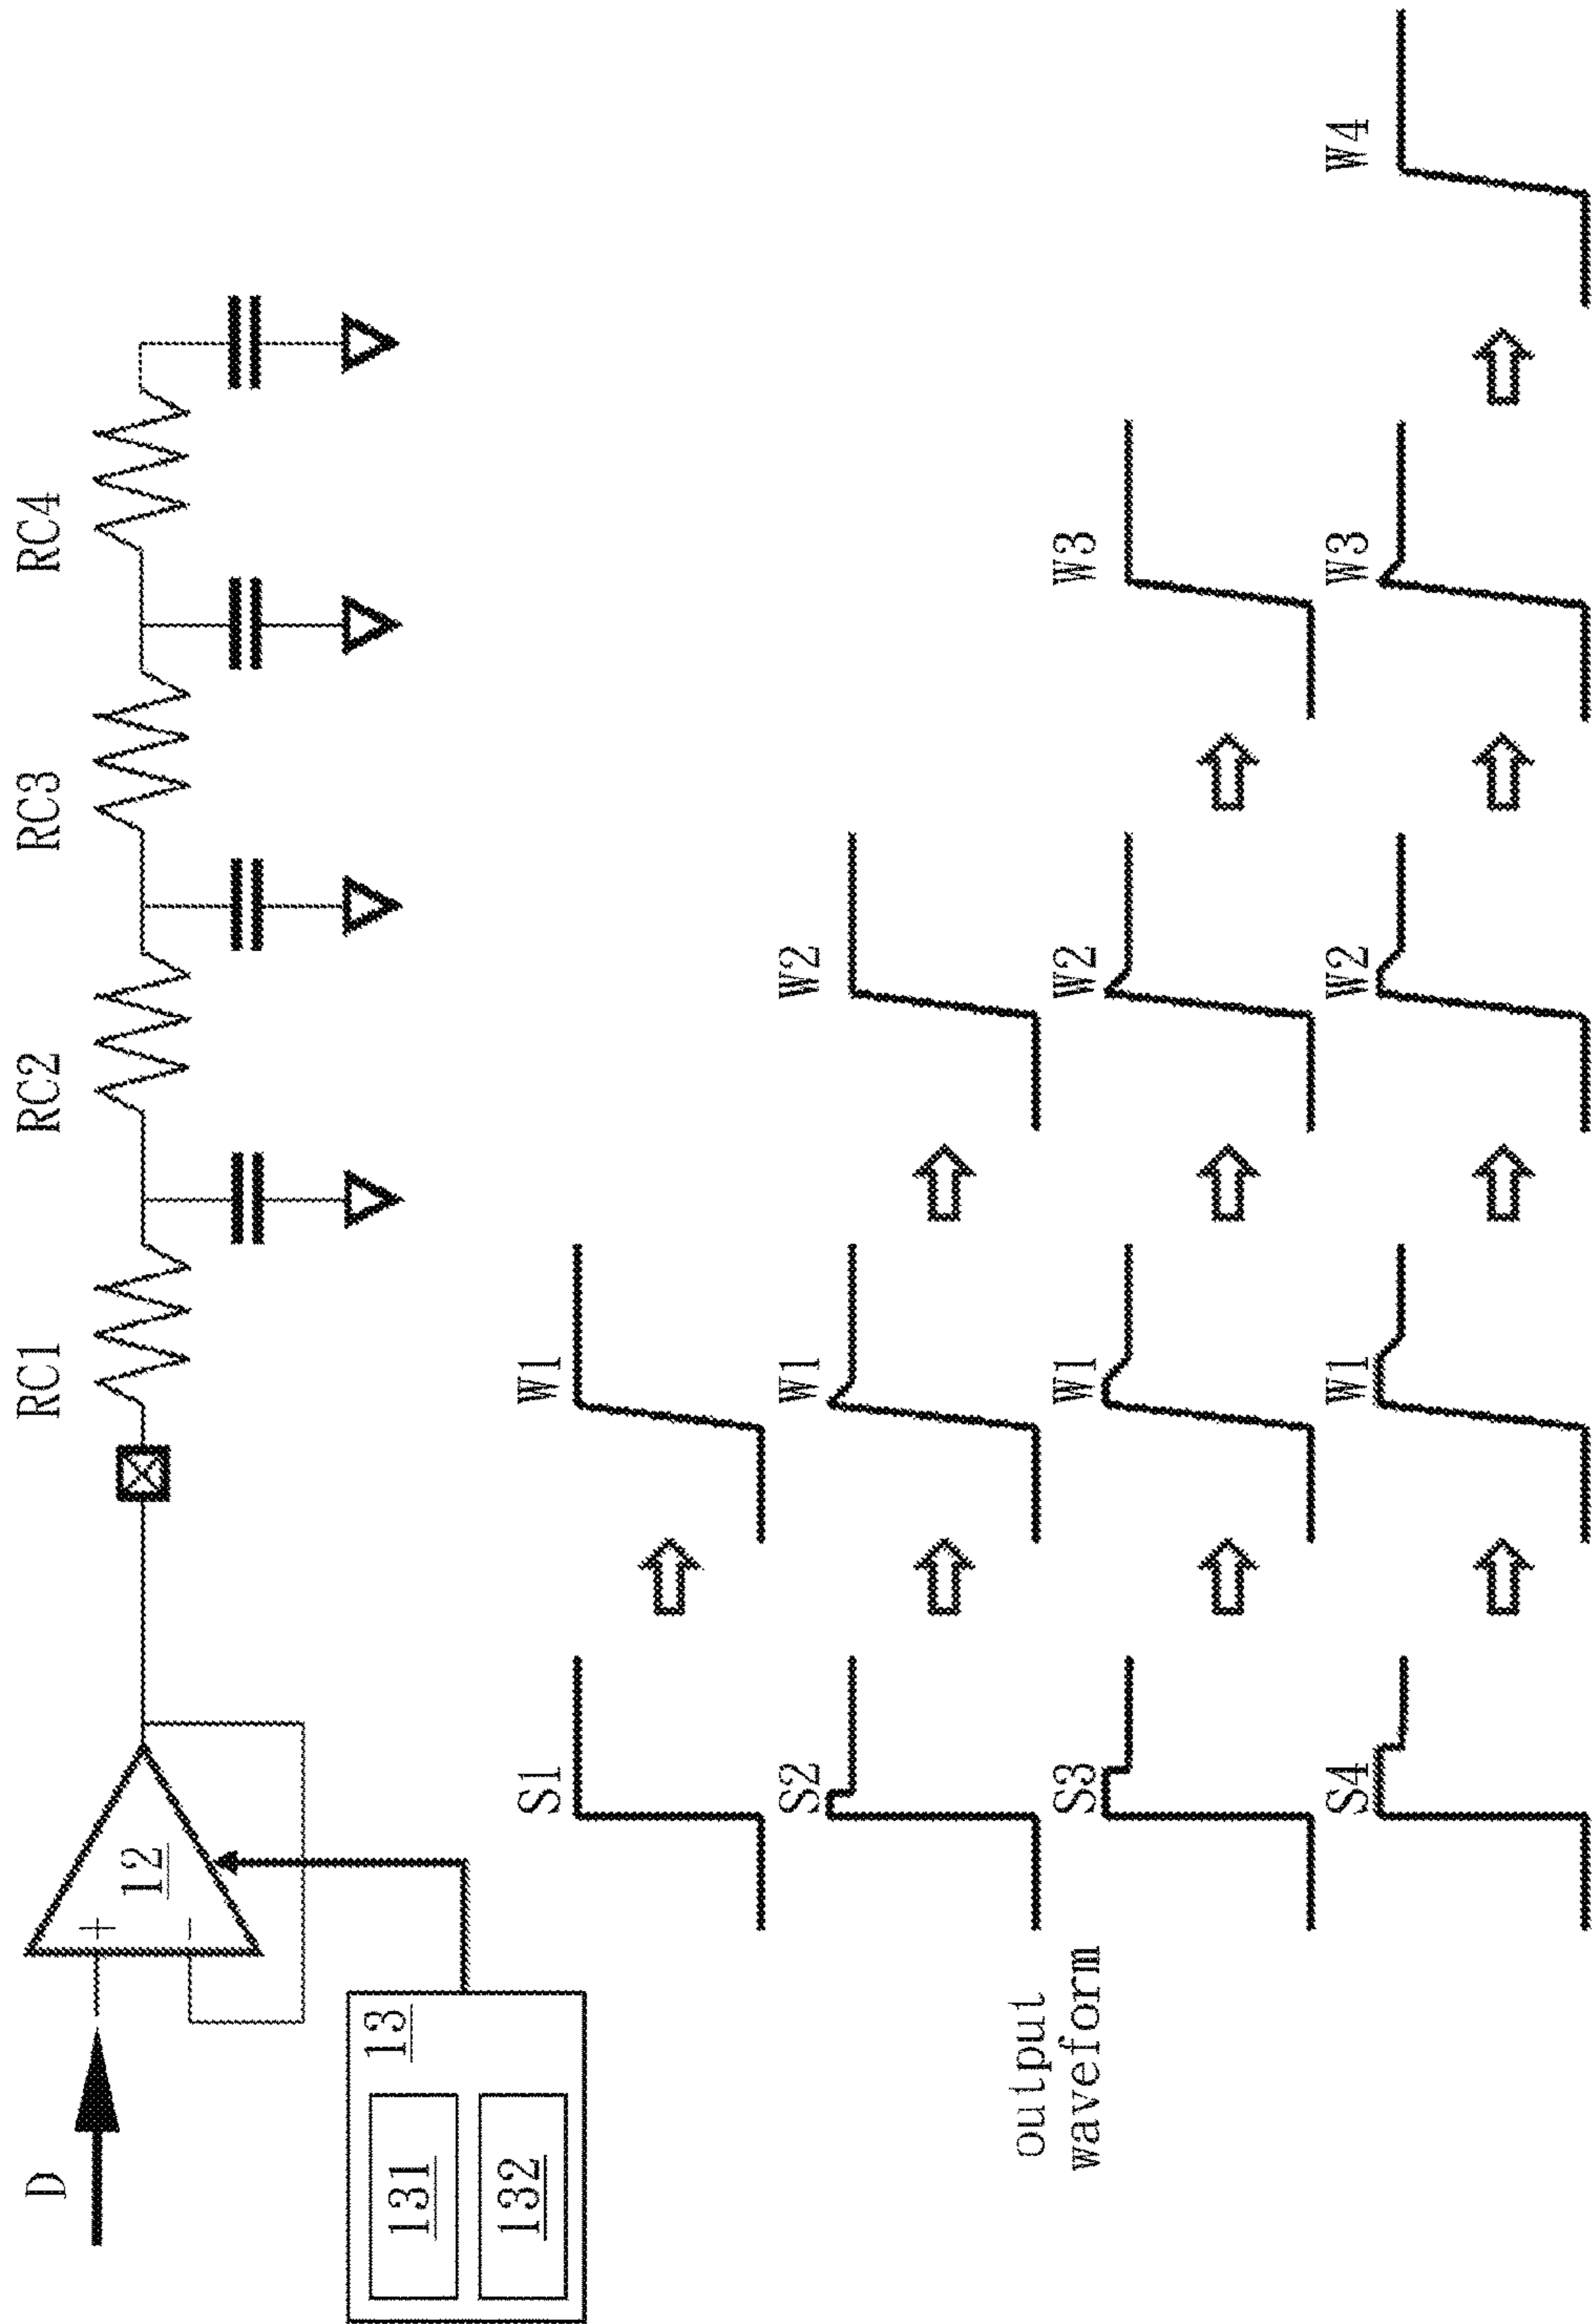 D
12
+
-
13
131
132
RC1
RC2
RC3
RC4
output
waveform
S1
W1
S2
W1
W2
S3
W1
W2
W3
S4
W1
W2
W3
W4